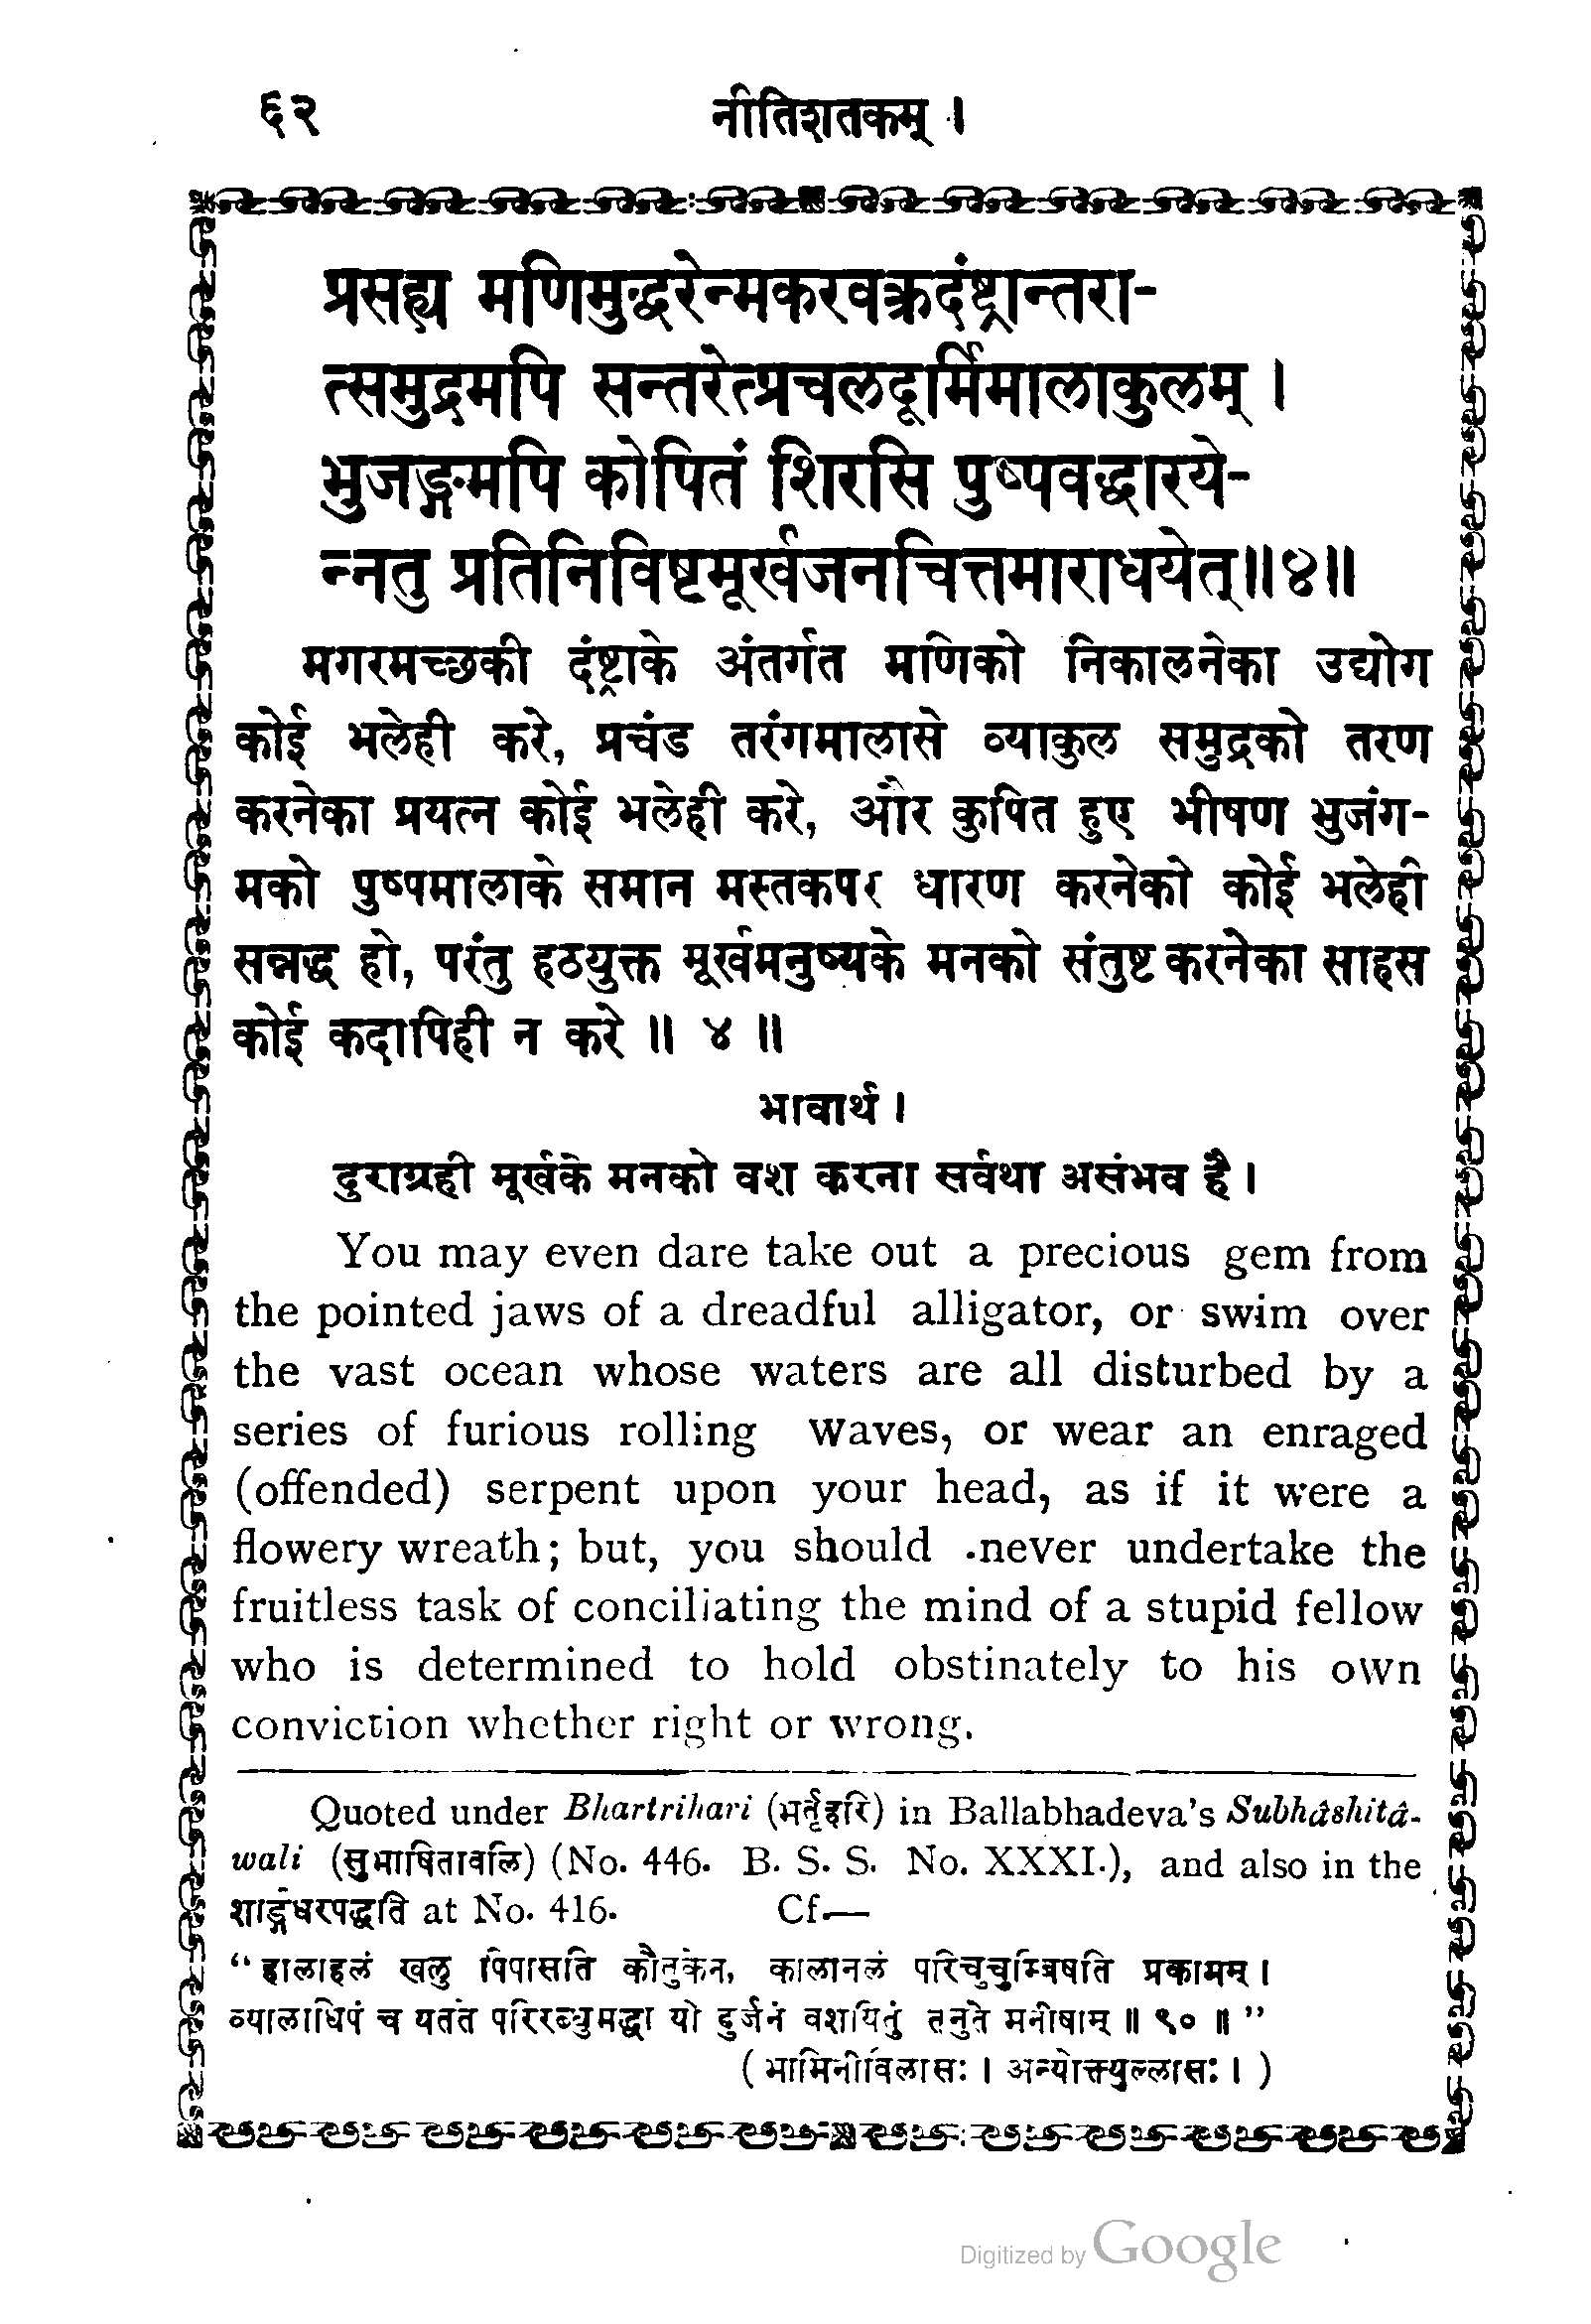 ६२
नीतिशतकम् ।
प्रसह्य मणिमुद्धरेन्मकरवक्रदंष्ट्रान्तरा-
त्समुद्रमपि सन्तरेत्प्रचलदूर्मिमालाकुलम् ।
भुजङ्गमपि कोपितं शिरसि पुष्पवद्धारये-
न्नतु प्रतिनिविष्टमूर्खजनचित्तमाराधयेत्॥४॥
मगरमच्छकी दंष्ट्राके अंतर्गत मणिको निकालनेका उद्योग
कोई भलेही करे, प्रचंड तरंगमालासे व्याकुल समुद्रको तरण
करनेका प्रयत्न कोई भलेही करे, और कुपित हुए भीषण भुजंग-
मको पुष्पमालाके समान मस्तकपर धारण करनेको कोई भलेही
सन्नद्ध हो, परंतु हठयुक्त मूर्खमनुष्यके मनको संतुष्ट करनेका साहस
कोई कदापिही न करे ॥ ४ ॥
भावार्थ ।
दुराग्रही मूर्खके मनको वश करना सर्वथा असंभव है ।
You may even dare take out a precious gem from
the pointed jaws of a dreadful alligator, or swim over
the vast ocean whose waters are all disturbed by a
series of furious rolling waves, or wear an enraged
(offended) serpent upon your head, as if it were a
flowery wreath; but, you should never undertake the
fruitless task of conciliating the mind of a stupid fellow
who is determined to hold obstinately to his own
conviction whether right or wrong.
Quoted under Bhartrihari (भर्तृहरि) in Ballabhadeva's Subhâshitâ-
wali (सुभाषितावलि) (No. 446. B. S. S. No. XXXI.), and also in the
शार्ङ्गधरपद्धति at No. 416. Cf.—
“ हालाहलं खलु पिपासति कौतुकेन, कालानलं परिचुचुम्बिषति प्रकामम् ।
व्यालाधिपं च यतते परिरब्धुमद्धा यो दुर्जनं वशयितुं तनुते मनीषाम् ॥ ९० ॥ ”
( भामिनीविलासः । अन्योक्त्युल्लासः । )
Digitized by Google